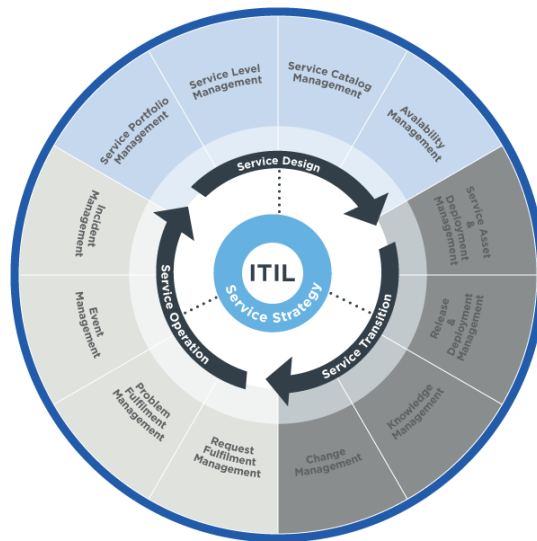 Service Portfolio
Management
Service Level
Management
Service Catalog
Management
Avalability
Management
Service Asset
&
Deployment
Management
Release
&
Deployment
Management
Knowledge
Management
Change
Management
Request
Fulfilment
Management
Problem
Fulfilment
Management
Event
Management
Incident
Management
Service Design
Service Transition
Service Operation
ITIL
Service Strategy